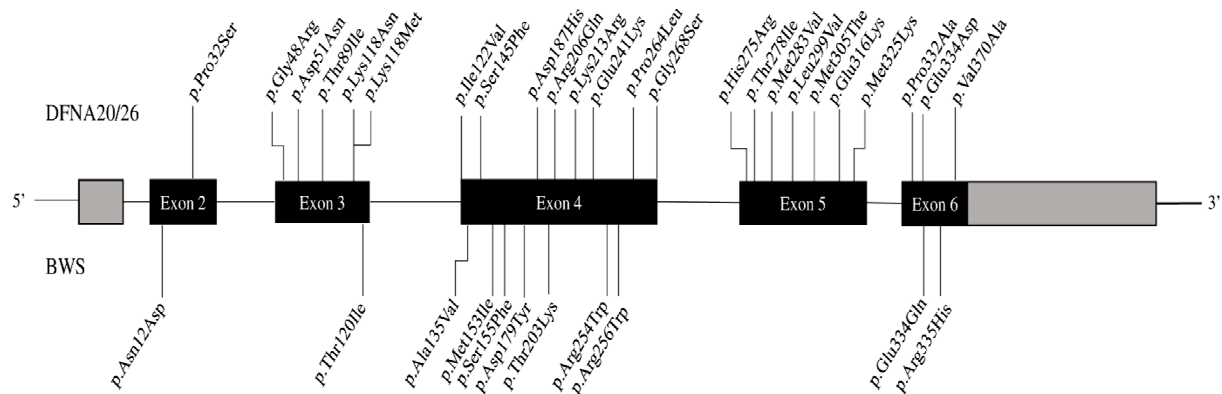 p.Pro32Ser
p.Gly48Arg
p.Asp51Asn
p.Thr89Ile
p.Lys118Asn
p.Lys118Met
p.Ile122Val
p.Ser145Phe
p.Asp187His
p.Arg206Gln
p.Lys213Arg
p.Glu241Lys
p.Pro264Leu
p.Gly268Ser
p.His275Arg
p.Thr278Ile
p.Met283Val
p.Leu299Val
p.Met305The
p.Glu316Lys
p.Met325Lys
p.Pro332Ala
p.Glu334Asp
p.Val370Ala
DFNA20/26
5’
Exon 2
Exon 3
Exon 4
Exon 5
Exon 6
3’
BWS
p.Asn12Asp
p.Thr120Ile
p.Ala135Val
p.Met153Ile
p.Ser155Phe
p.Asp179Tyr
p.Thr203Lys
p.Arg254Trp
p.Arg256Trp
p.Glu334Gln
p.Arg335His